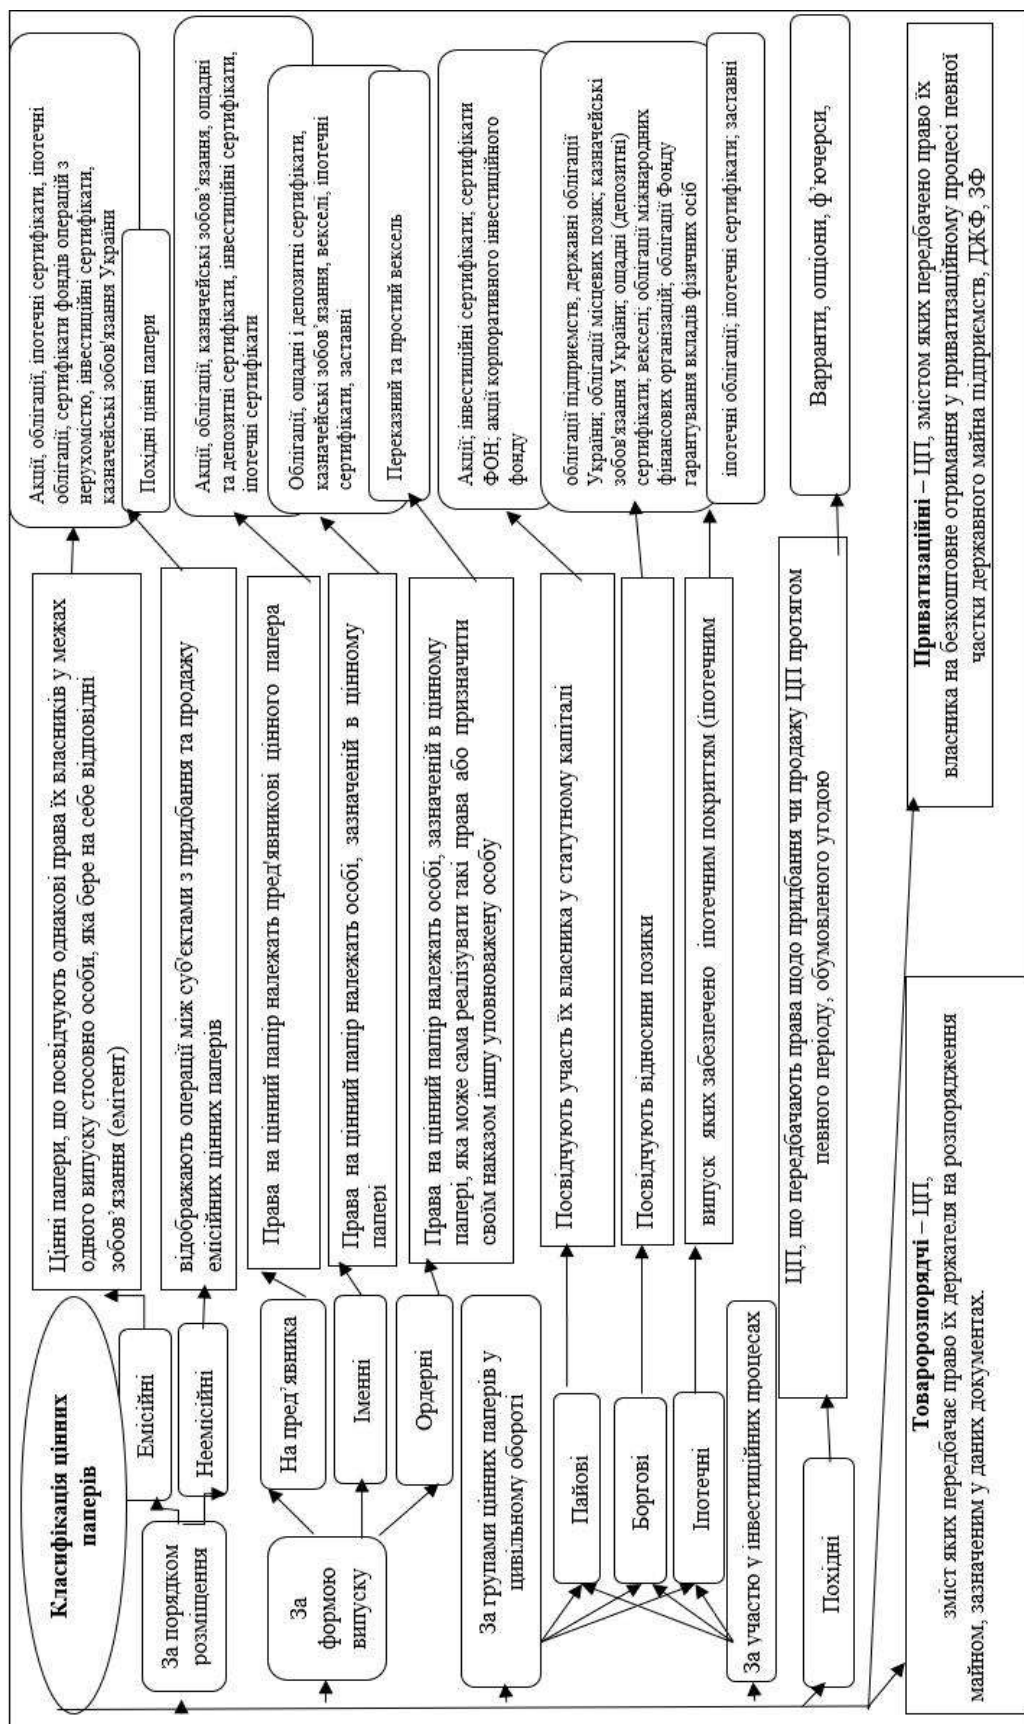 Класифікація цінних
паперів
За порядком
розміщення
Емісійні
Цінні папери, що посвідчують однакові права їх власників у межах
одного випуску стосовно особи, яка бере на себе відповідні
зобов'язання (емітент)
Акції, облігації, іпотечні сертифікати, іпотечні
облігації, сертифікати фондів операцій з
нерухомістю, інвестиційні сертифікати,
казначейські зобов'язання України
Неемісійні
відображають операції між суб'єктами з придбання та продажу
емісійних цінних паперів
Похідні цінні папери
За
формою
випуску
На пред'явника
Права на цінний папір належать пред'явникові цінного папера
Акції, облігації, казначейські зобов'язання, ощадні
та депозитні сертифікати, інвестиційні сертифікати,
іпотечні сертифікати
Іменні
Права на цінний папір належать особі, зазначеній в цінному
папері
Облігації, ощадні і депозитні сертифікати,
казначейські зобов'язання, векселі, іпотечні
сертифікати, заставні
Ордерні
Права на цінний папір належать особі, зазначеній в цінному
папері, яка може сама реалізувати такі права або призначити
своїм наказом іншу уповноважену особу
Переказний та простий вексель
За групами цінних паперів у
цивільному обороті
Пайові
Посвідчують участь їх власника у статутному капіталі
Акції; інвестиційні сертифікати; сертифікати
ФОН; акції корпоративного інвестиційного
фонду
Боргові
Посвідчують відносини позики
облігації підприємств, державні облігації
України; облігації місцевих позик; казначейські
зобов'язання України; ощадні (депозитні)
сертифікати; векселі; облігації міжнародних
фінансових організацій; облігації Фонду
гарантування вкладів фізичних осіб
Іпотечні
випуск яких забезпечено іпотечним покриттям (іпотечним
іпотечні облігації; іпотечні сертифікати; заставні
За участю у інвестиційних процесах
Похідні
ЦП, що передбачають права щодо придбання чи продажу ЦП протягом
певного періоду, обумовленого угодою
Варранти, опціони, ф'ючерси,
Товаророзпорядчі – ЦП,
зміст яких передбачає право їх держателя на розпорядження
майном, зазначеним у даних документах.
Приватизаційні – ЦП, змістом яких передбачено право їх
власника на безкоштовне отримання у приватизаційному процесі певної
частки державного майна підприємств, ДЖФ, ЗФ